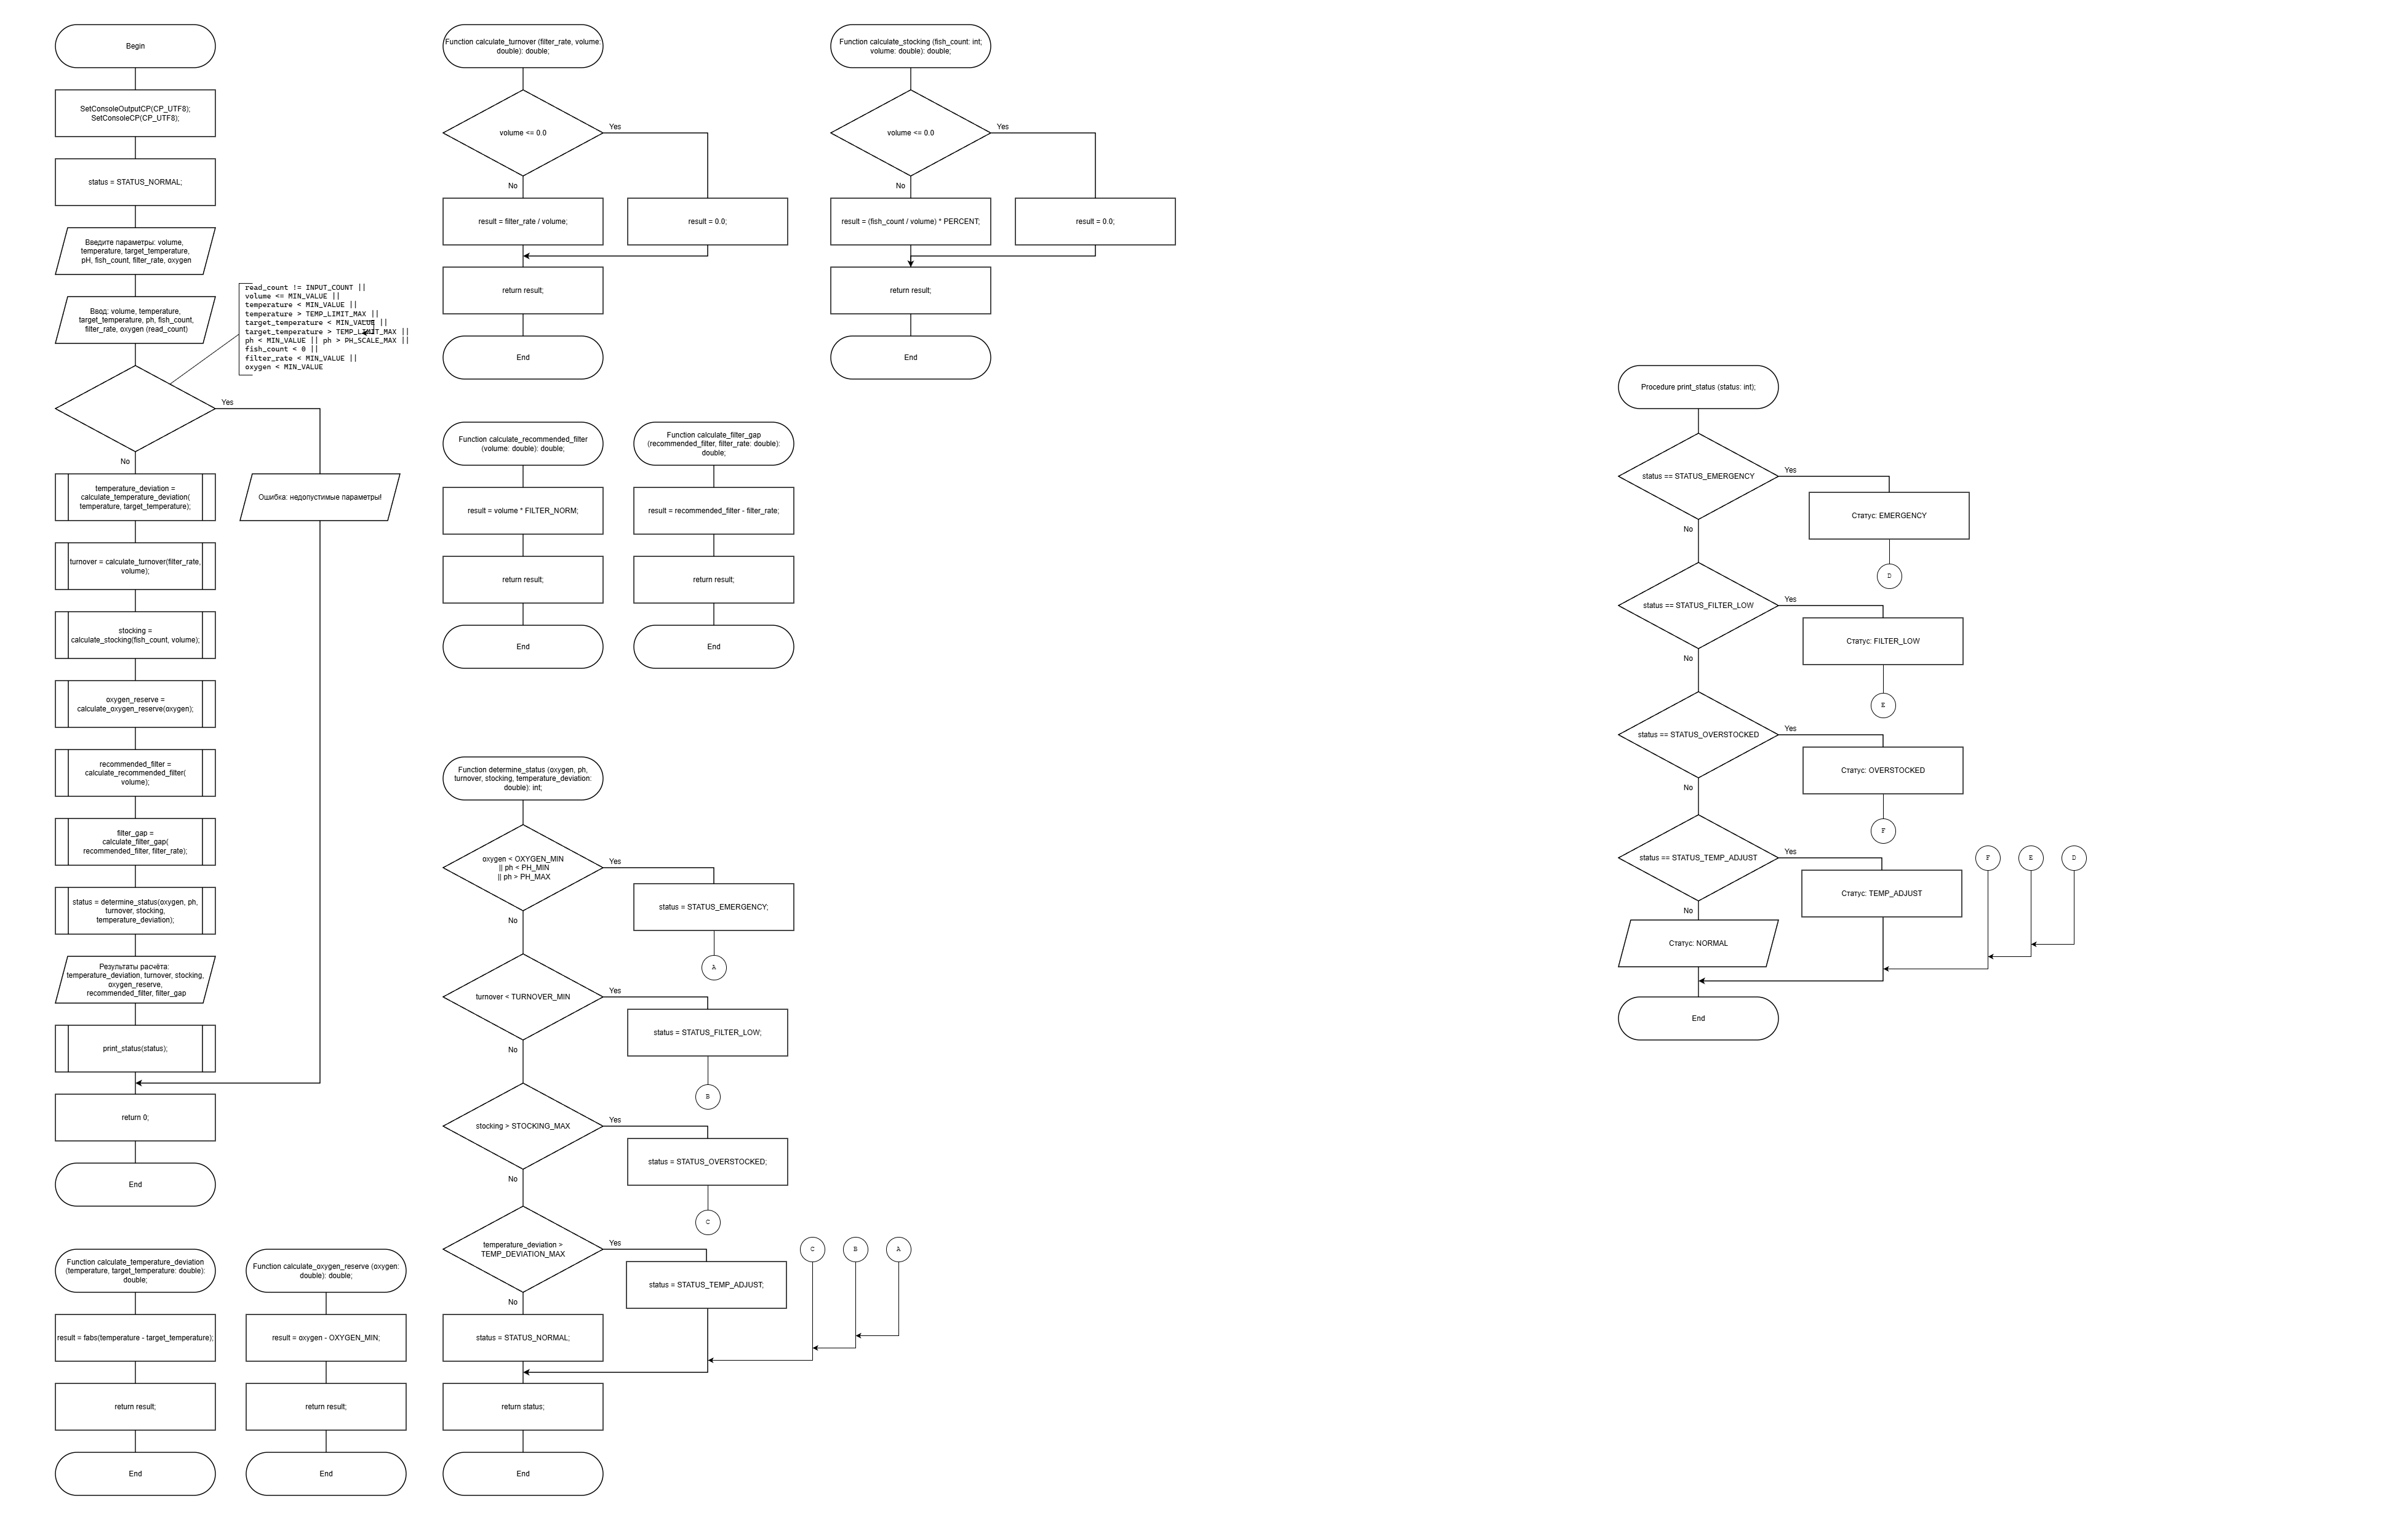 Begin
SetConsoleOutputCP(CP_UTF8);
SetConsoleCP(CP_UTF8);
status = STATUS_NORMAL;
Введите параметры: volume,
temperature, target_temperature,
pH, fish_count, filter_rate, oxygen
Ввод: volume, temperature,
target_temperature, ph, fish_count,
filter_rate, oxygen (read_count)
read_count != INPUT_COUNT ||
volume <= MIN_VALUE ||
temperature < MIN_VALUE ||
temperature > TEMP_LIMIT_MAX ||
target_temperature < MIN_VALUE ||
target_temperature > TEMP_LIMIT_MAX ||
ph < MIN_VALUE || ph > PH_SCALE_MAX ||
fish_count < 0 ||
filter_rate < MIN_VALUE ||
oxygen < MIN_VALUE
Yes
No
Ошибка: недопустимые параметры!
temperature_deviation =
calculate_temperature_deviation(
temperature, target_temperature);
turnover = calculate_turnover(filter_rate,
volume);
stocking =
calculate_stocking(fish_count, volume);
oxygen_reserve =
calculate_oxygen_reserve(oxygen);
recommended_filter =
calculate_recommended_filter(
volume);
filter_gap =
calculate_filter_gap(
recommended_filter, filter_rate);
status = determine_status(oxygen, ph,
turnover, stocking,
temperature_deviation);
Результаты расчёта:
temperature_deviation, turnover, stocking,
oxygen_reserve,
recommended_filter, filter_gap
print_status(status);
return 0;
End
Function calculate_temperature_deviation
(temperature, target_temperature: double):
double;
result = fabs(temperature - target_temperature);
return result;
End
Function calculate_oxygen_reserve (oxygen:
double): double;
result = oxygen - OXYGEN_MIN;
return result;
End
Function calculate_turnover (filter_rate, volume:
double): double;
volume <= 0.0
Yes
No
result = filter_rate / volume;
result = 0.0;
return result;
End
Function calculate_stocking (fish_count: int;
volume: double): double;
volume <= 0.0
Yes
No
result = (fish_count / volume) * PERCENT;
result = 0.0;
return result;
End
Function calculate_recommended_filter
(volume: double): double;
result = volume * FILTER_NORM;
return result;
End
Function calculate_filter_gap
(recommended_filter, filter_rate: double):
double;
result = recommended_filter - filter_rate;
return result;
End
Function determine_status (oxygen, ph,
turnover, stocking, temperature_deviation:
double): int;
oxygen < OXYGEN_MIN
|| ph < PH_MIN
|| ph > PH_MAX
Yes
No
status = STATUS_EMERGENCY;
A
turnover < TURNOVER_MIN
Yes
No
status = STATUS_FILTER_LOW;
B
stocking > STOCKING_MAX
Yes
No
status = STATUS_OVERSTOCKED;
C
temperature_deviation >
TEMP_DEVIATION_MAX
Yes
No
status = STATUS_TEMP_ADJUST;
C
B
A
status = STATUS_NORMAL;
return status;
End
Procedure print_status (status: int);
status == STATUS_EMERGENCY
Yes
No
Статус: EMERGENCY
D
status == STATUS_FILTER_LOW
Yes
No
Статус: FILTER_LOW
E
status == STATUS_OVERSTOCKED
Yes
No
Статус: OVERSTOCKED
F
status == STATUS_TEMP_ADJUST
Yes
No
Статус: TEMP_ADJUST
F
E
D
Статус: NORMAL
End